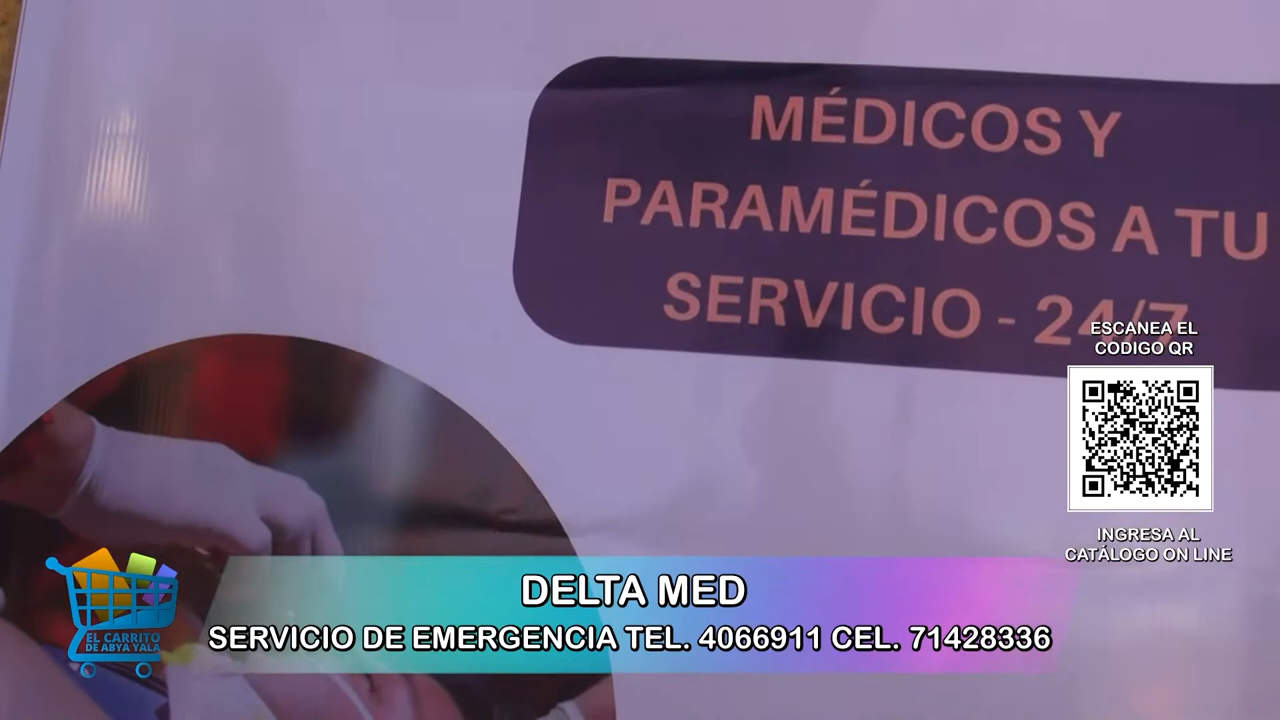 MÉDICOS Y
PARAMÉDICOS A TU
SERVICIO - 24/7
ESCANEA EL
CODIGO QR
INGRESA AL
CATÁLOGO ON LINE
DELTA MED
SERVICIO DE EMERGENCIA TEL. 4066911 CEL. 71428336
EL CARRITO
DE ABYA YALA